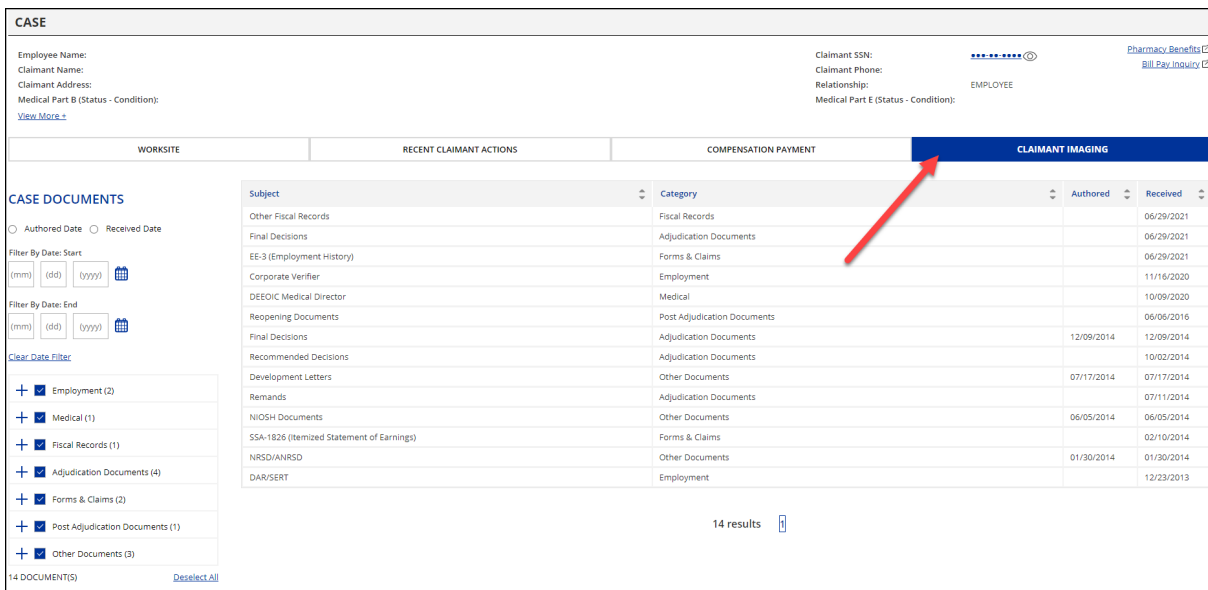 CASE
Employee Name:
Claimant Name:
Claimant Address:
Medical Part B (Status - Condition):
View More +
Claimant SSN: •••-••-••••
Claimant Phone:
Relationship: EMPLOYEE
Medical Part E (Status - Condition):
Pharmacy Benefits
Bill Pay Inquiry
WORKSITE RECENT CLAIMANT ACTIONS COMPENSATION PAYMENT CLAIMANT IMAGING
CASE DOCUMENTS
Authored Date Received Date
Filter By Date: Start
(mm) (dd) (yyyy)
Filter By Date: End
(mm) (dd) (yyyy)
Clear Date Filter
Employment (2)
Medical (1)
Fiscal Records (1)
Adjudication Documents (4)
Forms & Claims (2)
Post Adjudication Documents (1)
Other Documents (3)
14 DOCUMENT(S) Deselect All
Subject Category Authored Received
Other Fiscal Records Fiscal Records 06/29/2021
Final Decisions Adjudication Documents 06/29/2021
EE-3 (Employment History) Forms & Claims 06/29/2021
Corporate Verifier Employment 11/16/2020
DEEOIC Medical Director Medical 10/09/2020
Reopening Documents Post Adjudication Documents 06/06/2016
Final Decisions Adjudication Documents 12/09/2014 12/09/2014
Recommended Decisions Adjudication Documents 10/02/2014
Development Letters Other Documents 07/17/2014 07/17/2014
Remands Adjudication Documents 07/11/2014
NIOSH Documents Other Documents 06/05/2014 06/05/2014
SSA-1826 (Itemized Statement of Earnings) Forms & Claims 02/10/2014
NRSD/ANRSD Other Documents 01/30/2014 01/30/2014
DAR/SERT Employment 12/23/2013
14 results 1